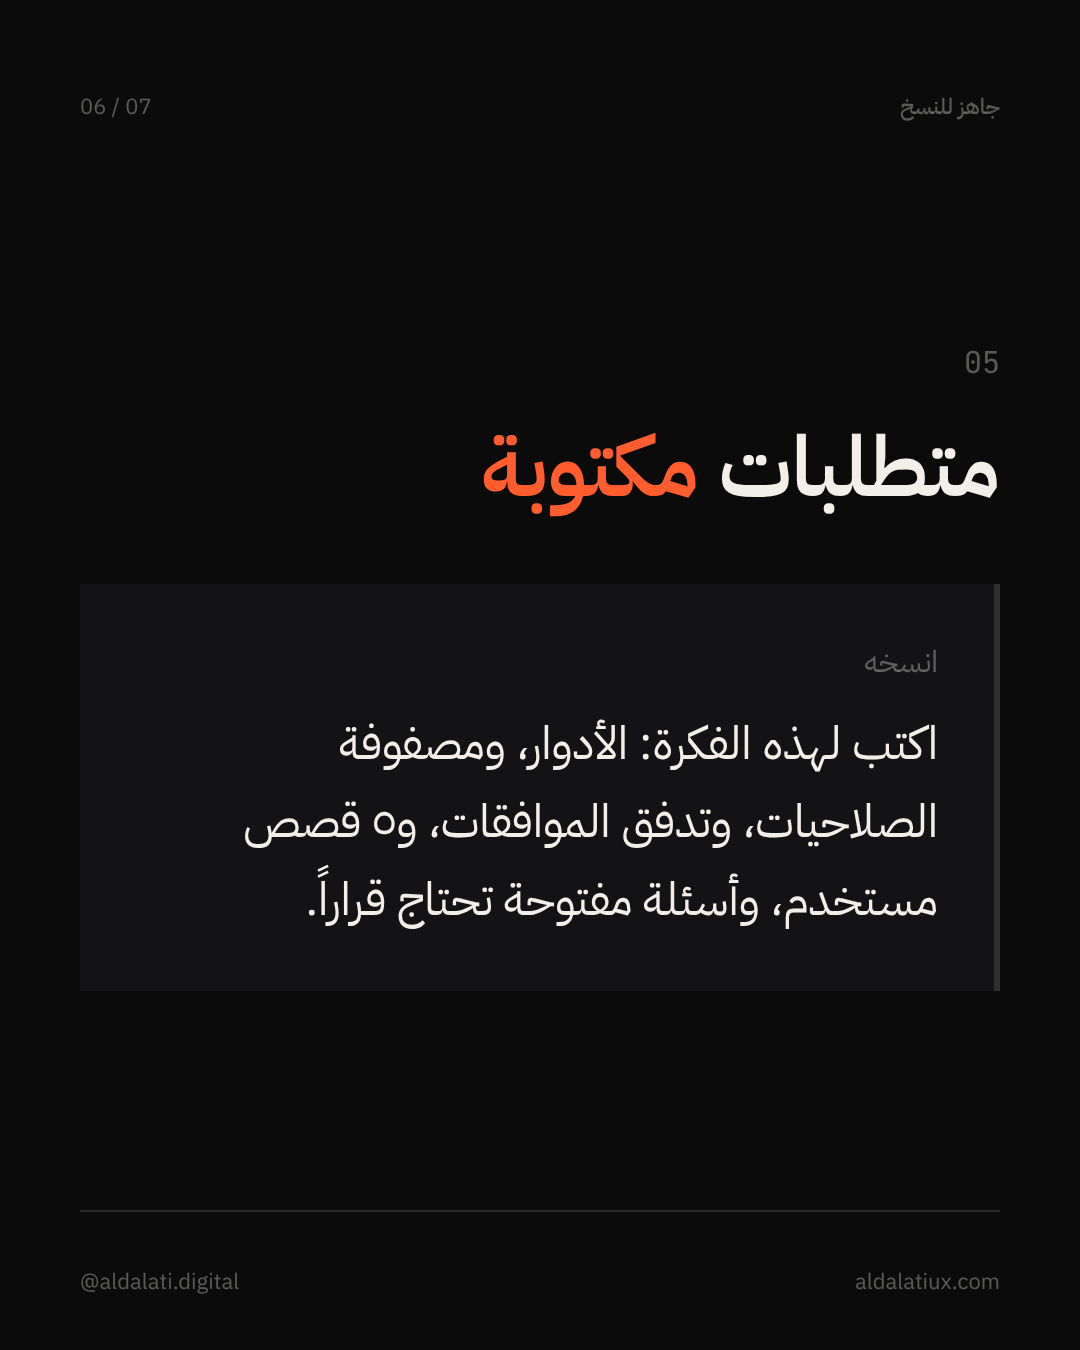 جاهز للنسخ
06 / 07
05
متطلبات مكتوبة
انسخه
اكتب لهذه الفكرة: الأدوار، ومصفوفة
الصلاحيات، وتدفق الموافقات، و٥ قصص
مستخدم، وأسئلة مفتوحة تحتاج قراراً.
@aldalati.digital
aldalatiux.com